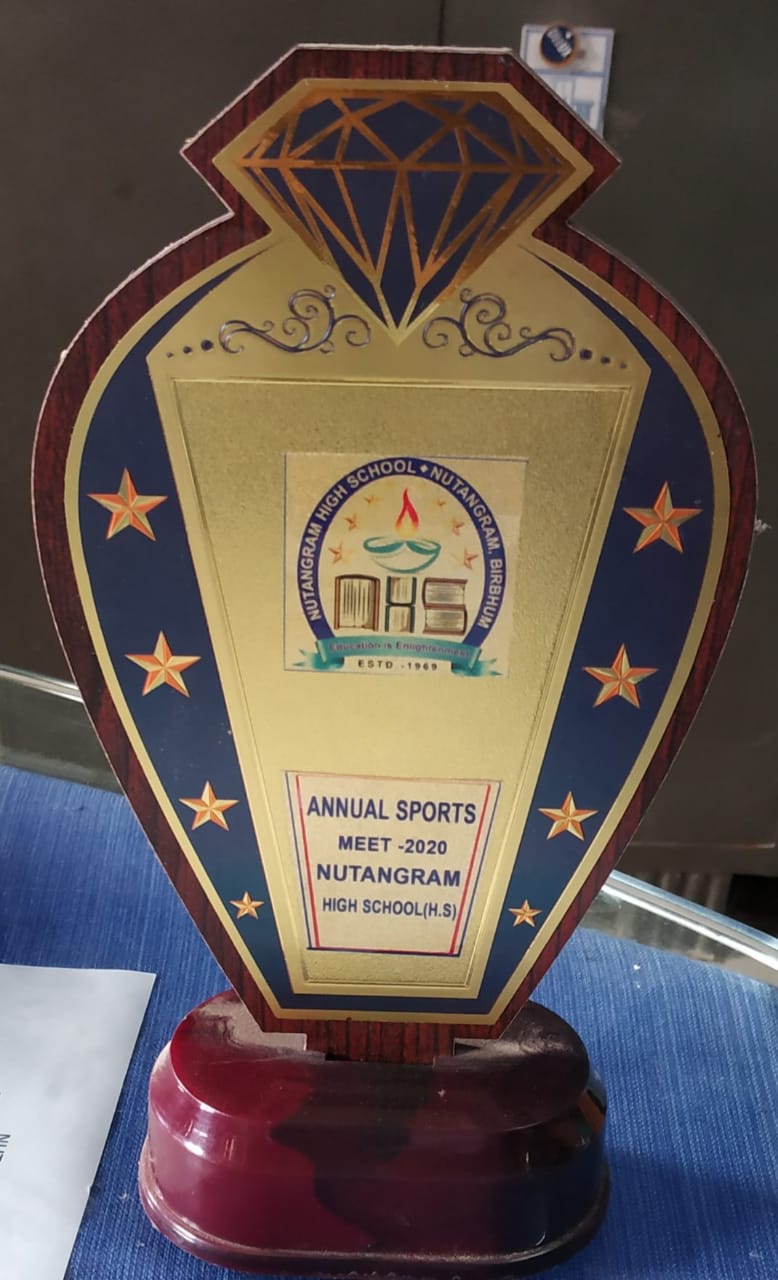 NUTANGRAM HIGH SCHOOL ♦ NUTANGRAM, BIRBHUM
NHS
Education is Enlightenment
ESTD -1969
ANNUAL SPORTS
MEET -2020
NUTANGRAM
HIGH SCHOOL(H.S)